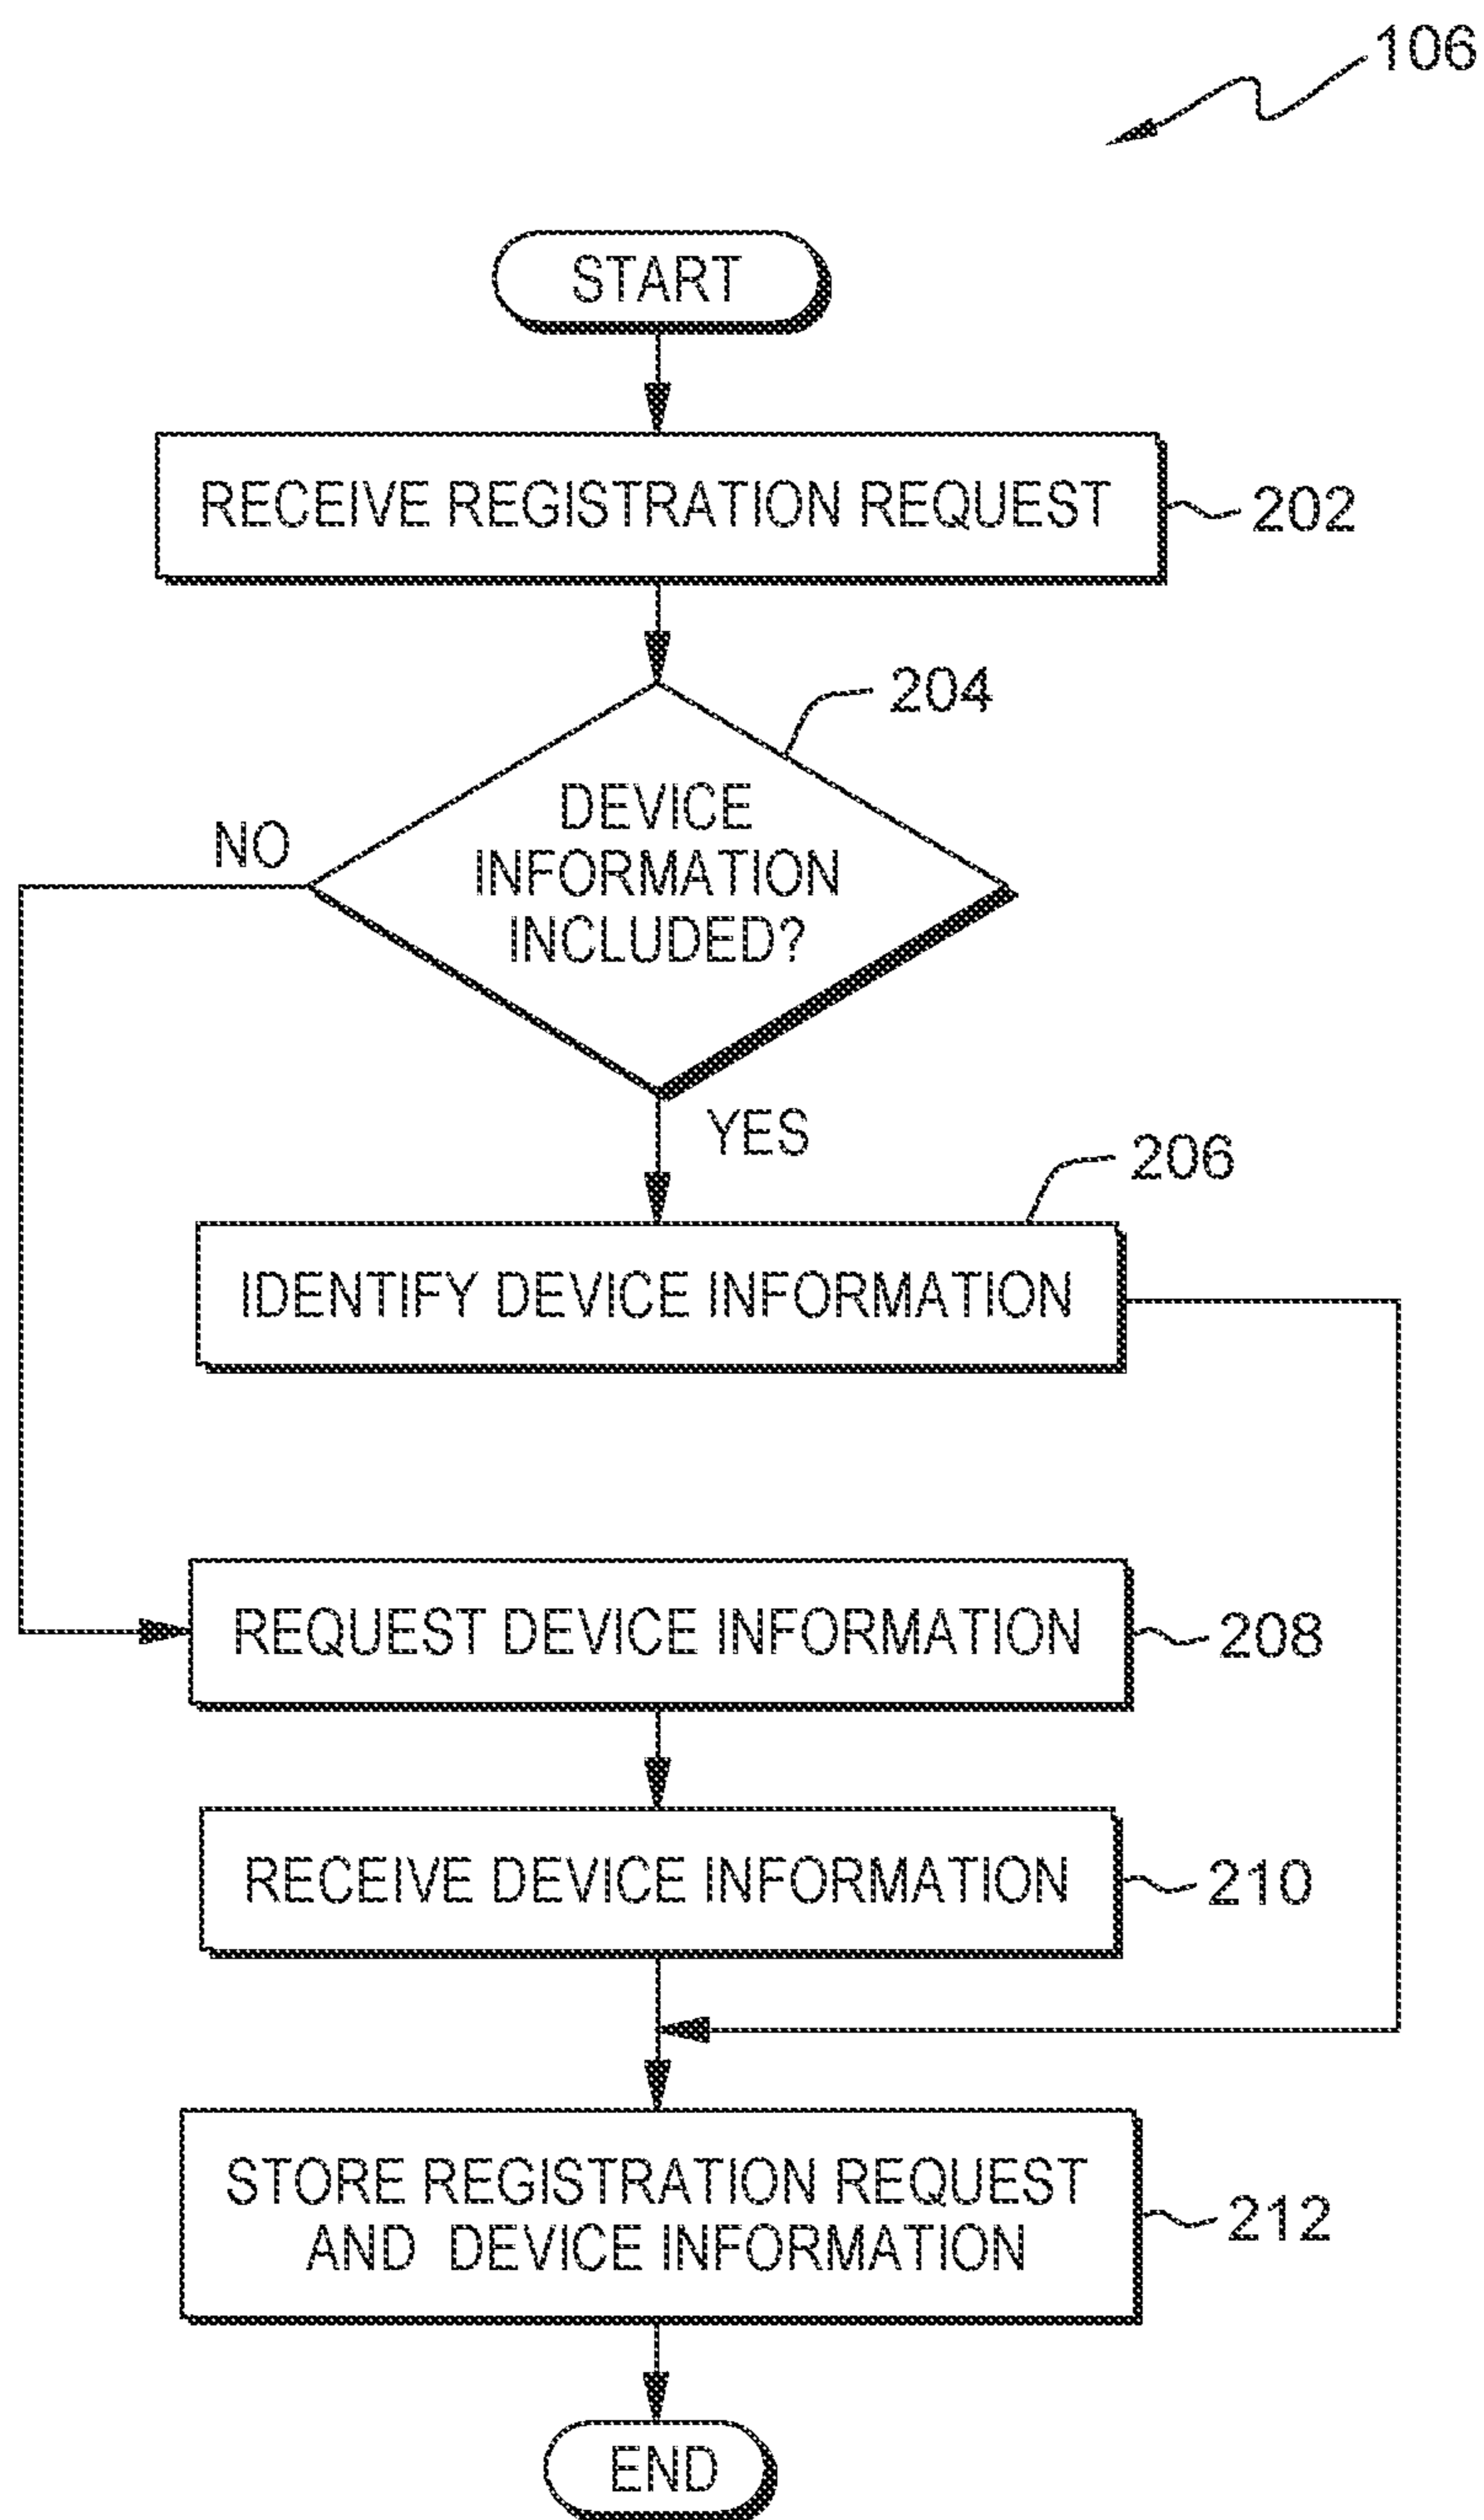 106
START
RECEIVE REGISTRATION REQUEST
202
204
DEVICE
INFORMATION
INCLUDED?
NO
YES
206
IDENTIFY DEVICE INFORMATION
REQUEST DEVICE INFORMATION
208
RECEIVE DEVICE INFORMATION
210
STORE REGISTRATION REQUEST
AND DEVICE INFORMATION
212
END